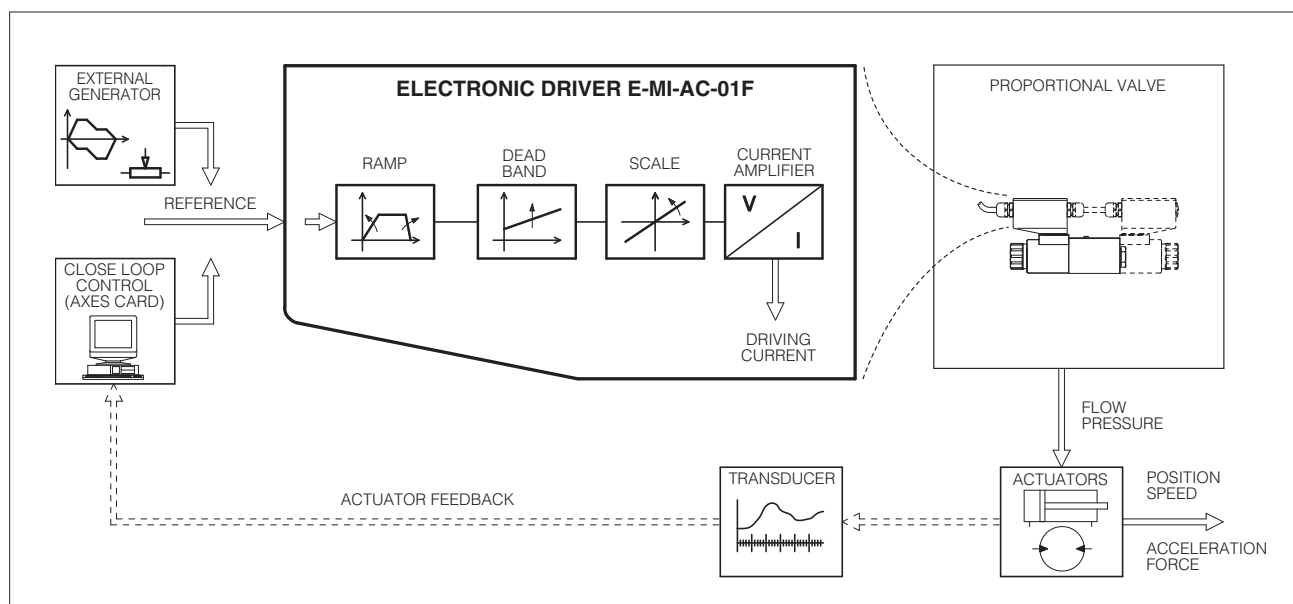 EXTERNAL
GENERATOR
REFERENCE
CLOSE LOOP
CONTROL
(AXES CARD)
ELECTRONIC DRIVER E-MI-AC-01F
RAMP
DEAD
BAND
SCALE
CURRENT
AMPLIFIER
V
I
DRIVING
CURRENT
PROPORTIONAL VALVE
FLOW
PRESSURE
ACTUATORS
POSITION
SPEED
ACCELERATION
FORCE
TRANSDUCER
ACTUATOR FEEDBACK